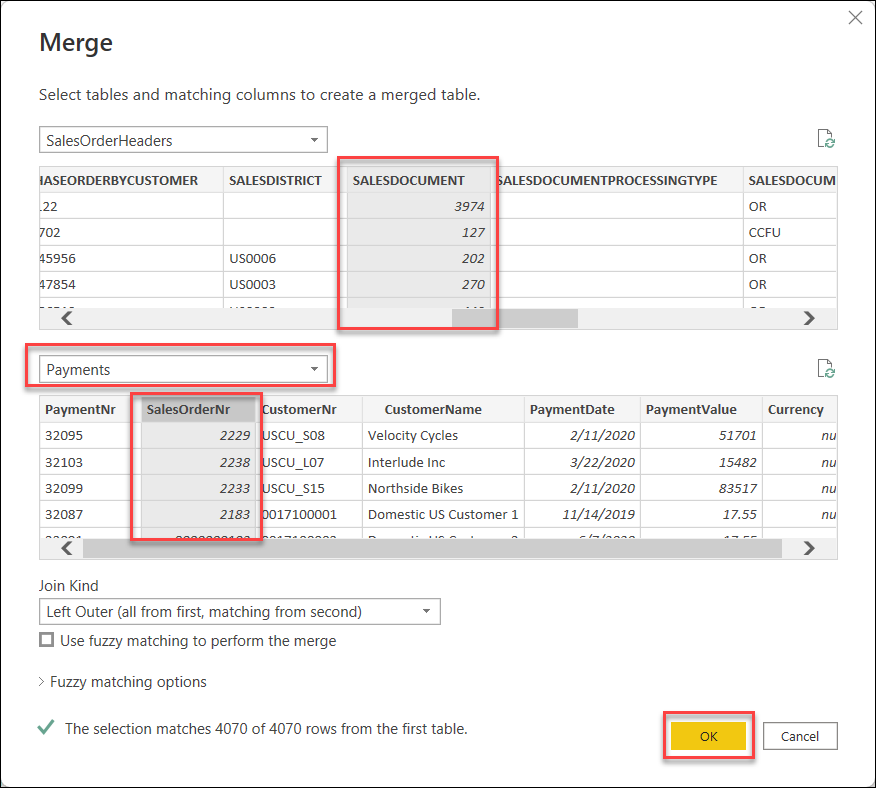 Merge
Select tables and matching columns to create a merged table.
SalesOrderHeaders
HASEORDERBYCUSTOMER SALESDISTRICT SALESDOCUMENT SALESDOCUMENTPROCESSINGTYPE SALESDOCUM
122 3974 OR
702 127 CCFU
45956 US0006 202 OR
47854 US0003 270 OR
Payments
PaymentNr SalesOrderNr CustomerNr CustomerName PaymentDate PaymentValue Currency
32095 2229 USCU_S08 Velocity Cycles 2/11/2020 51701 nu
32103 2238 USCU_L07 Interlude Inc 3/22/2020 15482 nu
32099 2233 USCU_S15 Northside Bikes 2/11/2020 83517 nu
32087 2183 0017100001 Domestic US Customer 1 11/14/2019 17.55 nu
Join Kind
Left Outer (all from first, matching from second)
Use fuzzy matching to perform the merge
Fuzzy matching options
The selection matches 4070 of 4070 rows from the first table.
OK Cancel